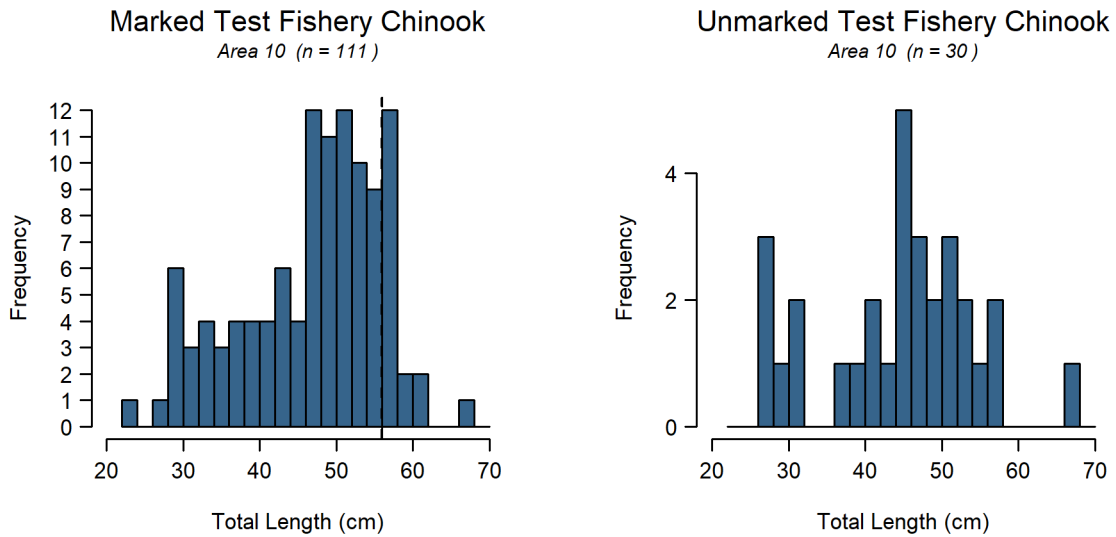 Marked Test Fishery Chinook
Area 10 (n = 111 )
Frequency
12
11
10
9
8
7
6
5
4
3
2
1
0
20 30 40 50 60 70
Total Length (cm)
Unmarked Test Fishery Chinook
Area 10 (n = 30 )
Frequency
4
2
0
20 30 40 50 60 70
Total Length (cm)